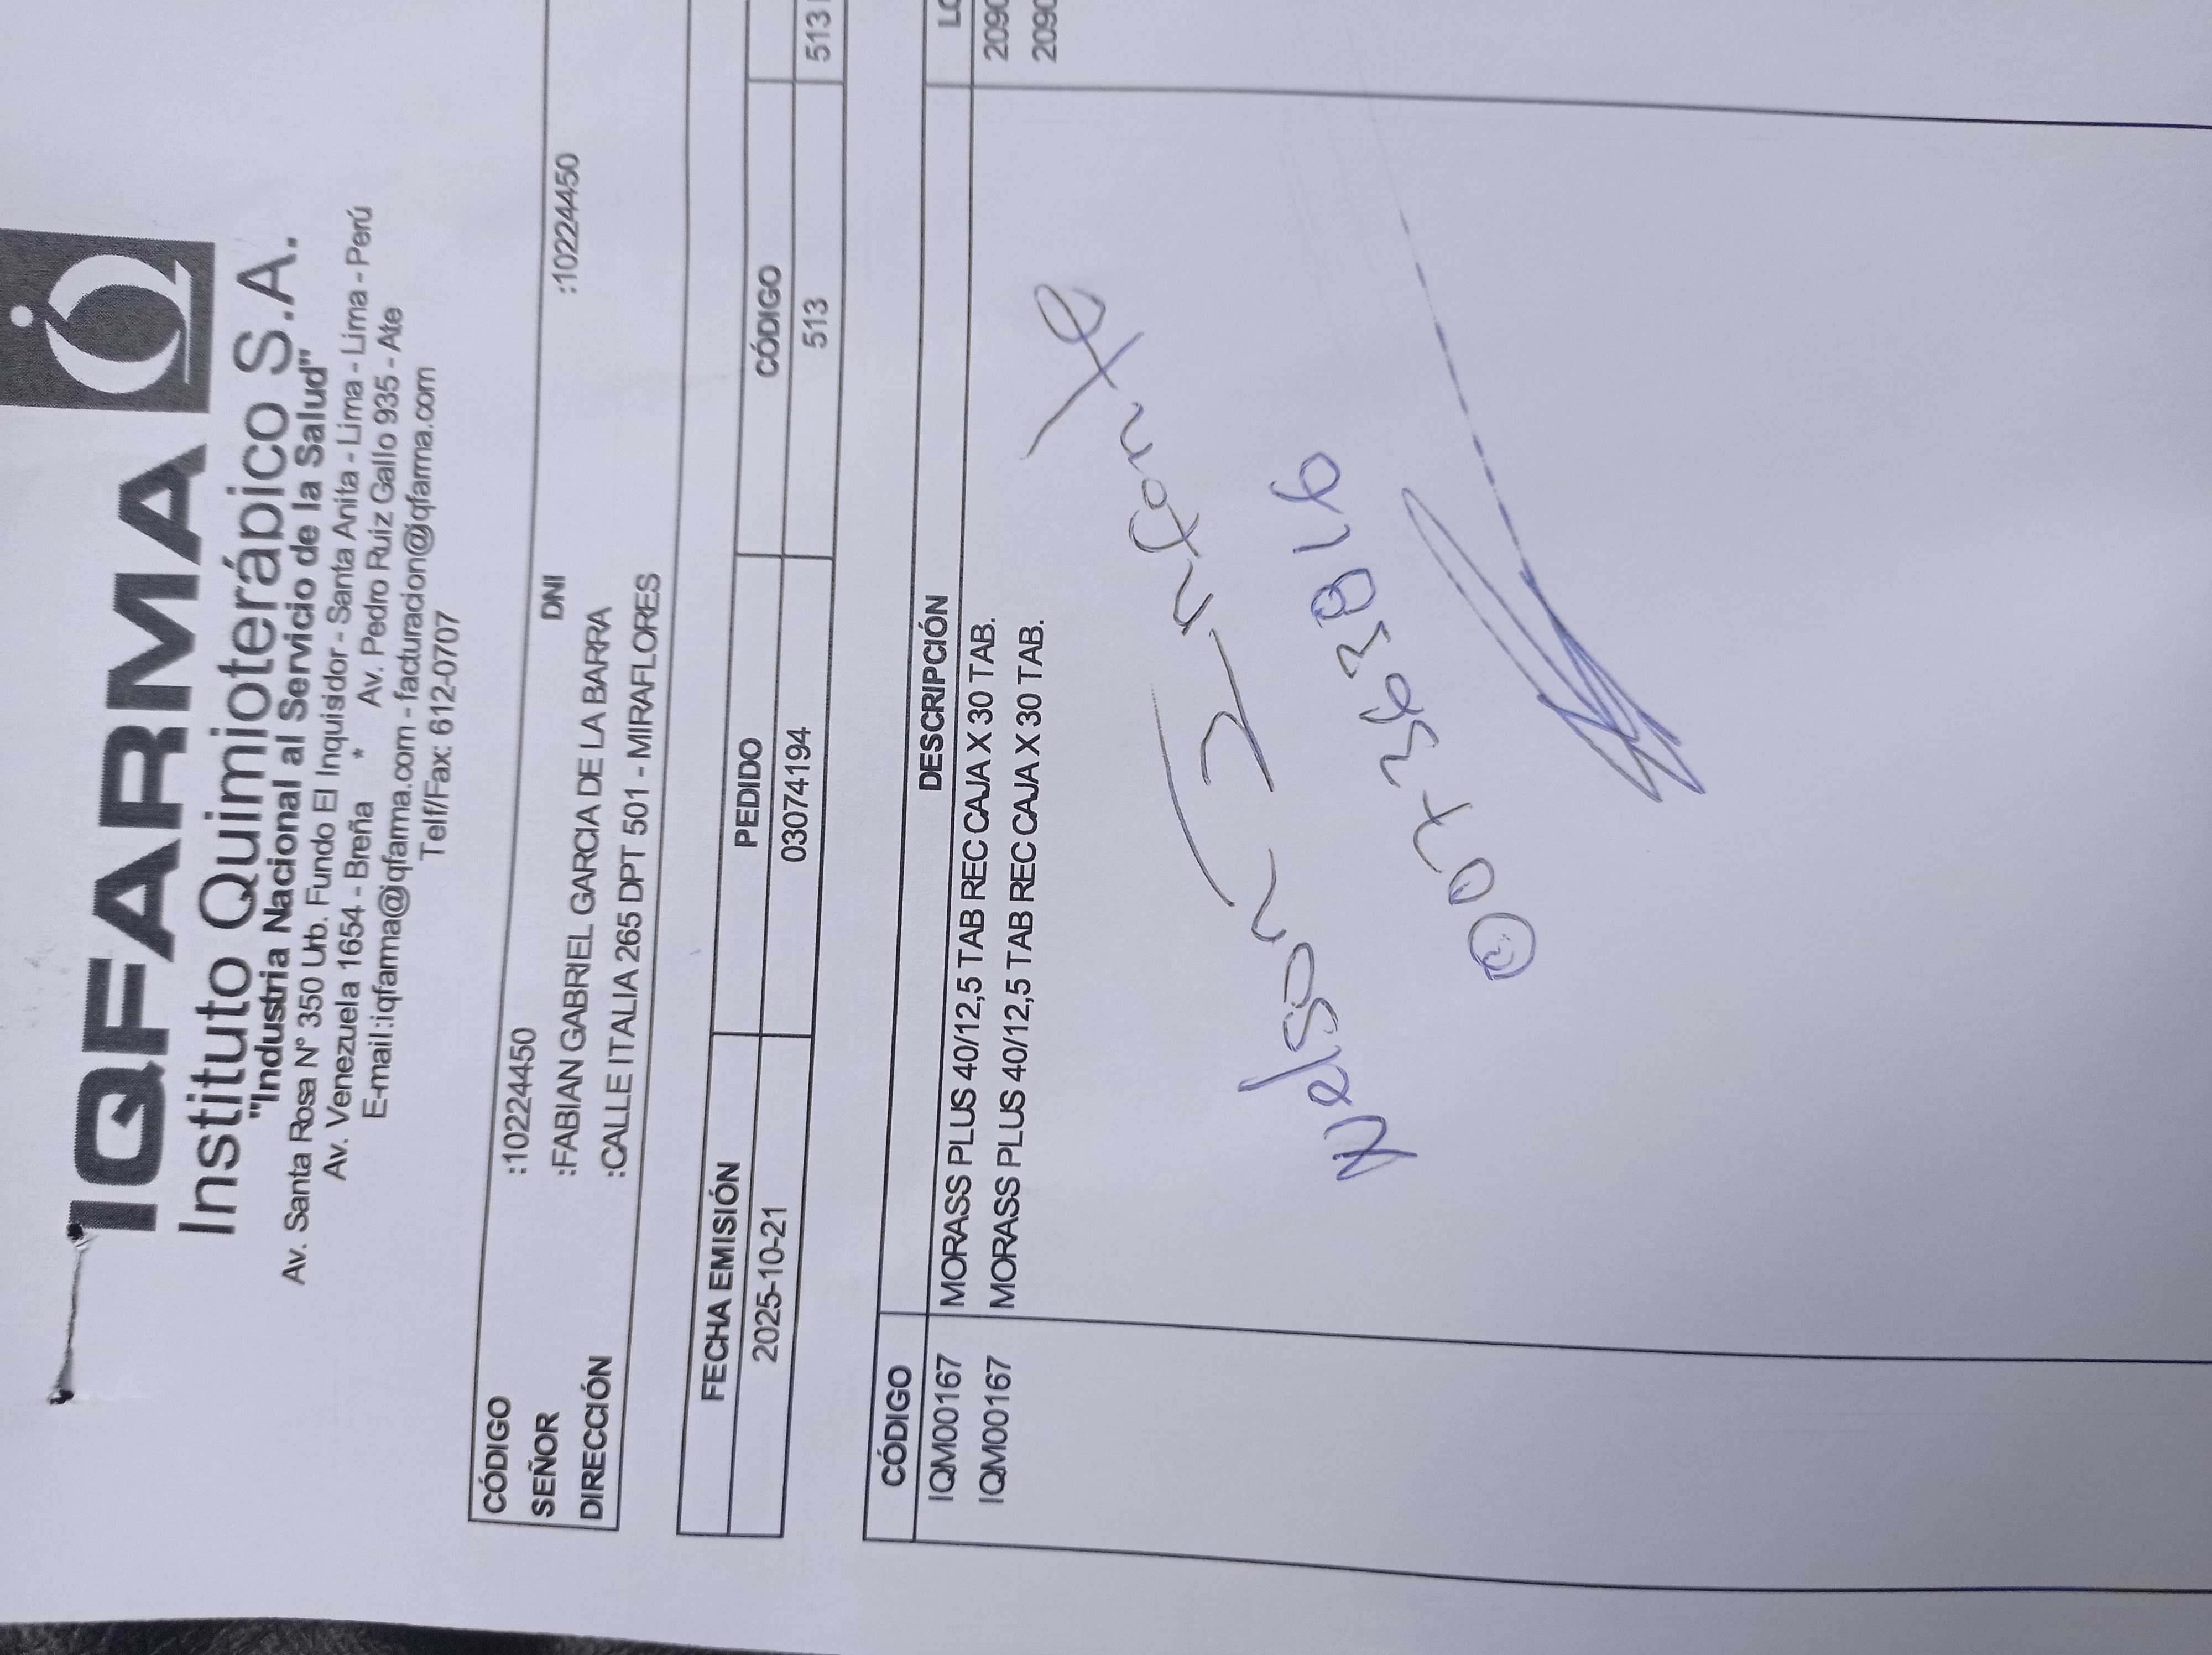 IQFARMA
Instituto Quimioterápico S.A.
"Industria Nacional al Servicio de la Salud"
Av. Santa Rosa N° 350 Urb. Fundo El Inquisidor - Santa Anita - Lima - Lima - Perú
Av. Venezuela 1654 - Breña * Av. Pedro Ruiz Gallo 935 - Ate
E-mail:iqfarma@iqfarma.com - facturacion@iqfarma.com
Telf/Fax: 612-0707
CÓDIGO :10224450
SEÑOR :FABIAN GABRIEL GARCIA DE LA BARRA DNI :10224450
DIRECCIÓN :CALLE ITALIA 265 DPT 501 - MIRAFLORES
FECHA EMISIÓN PEDIDO CÓDIGO
2025-10-21 03074194 513 513
CÓDIGO DESCRIPCIÓN LO
IQM00167 MORASS PLUS 40/12,5 TAB REC CAJA X 30 TAB. 2090
IQM00167 MORASS PLUS 40/12,5 TAB REC CAJA X 30 TAB. 2090
Nelson Infante